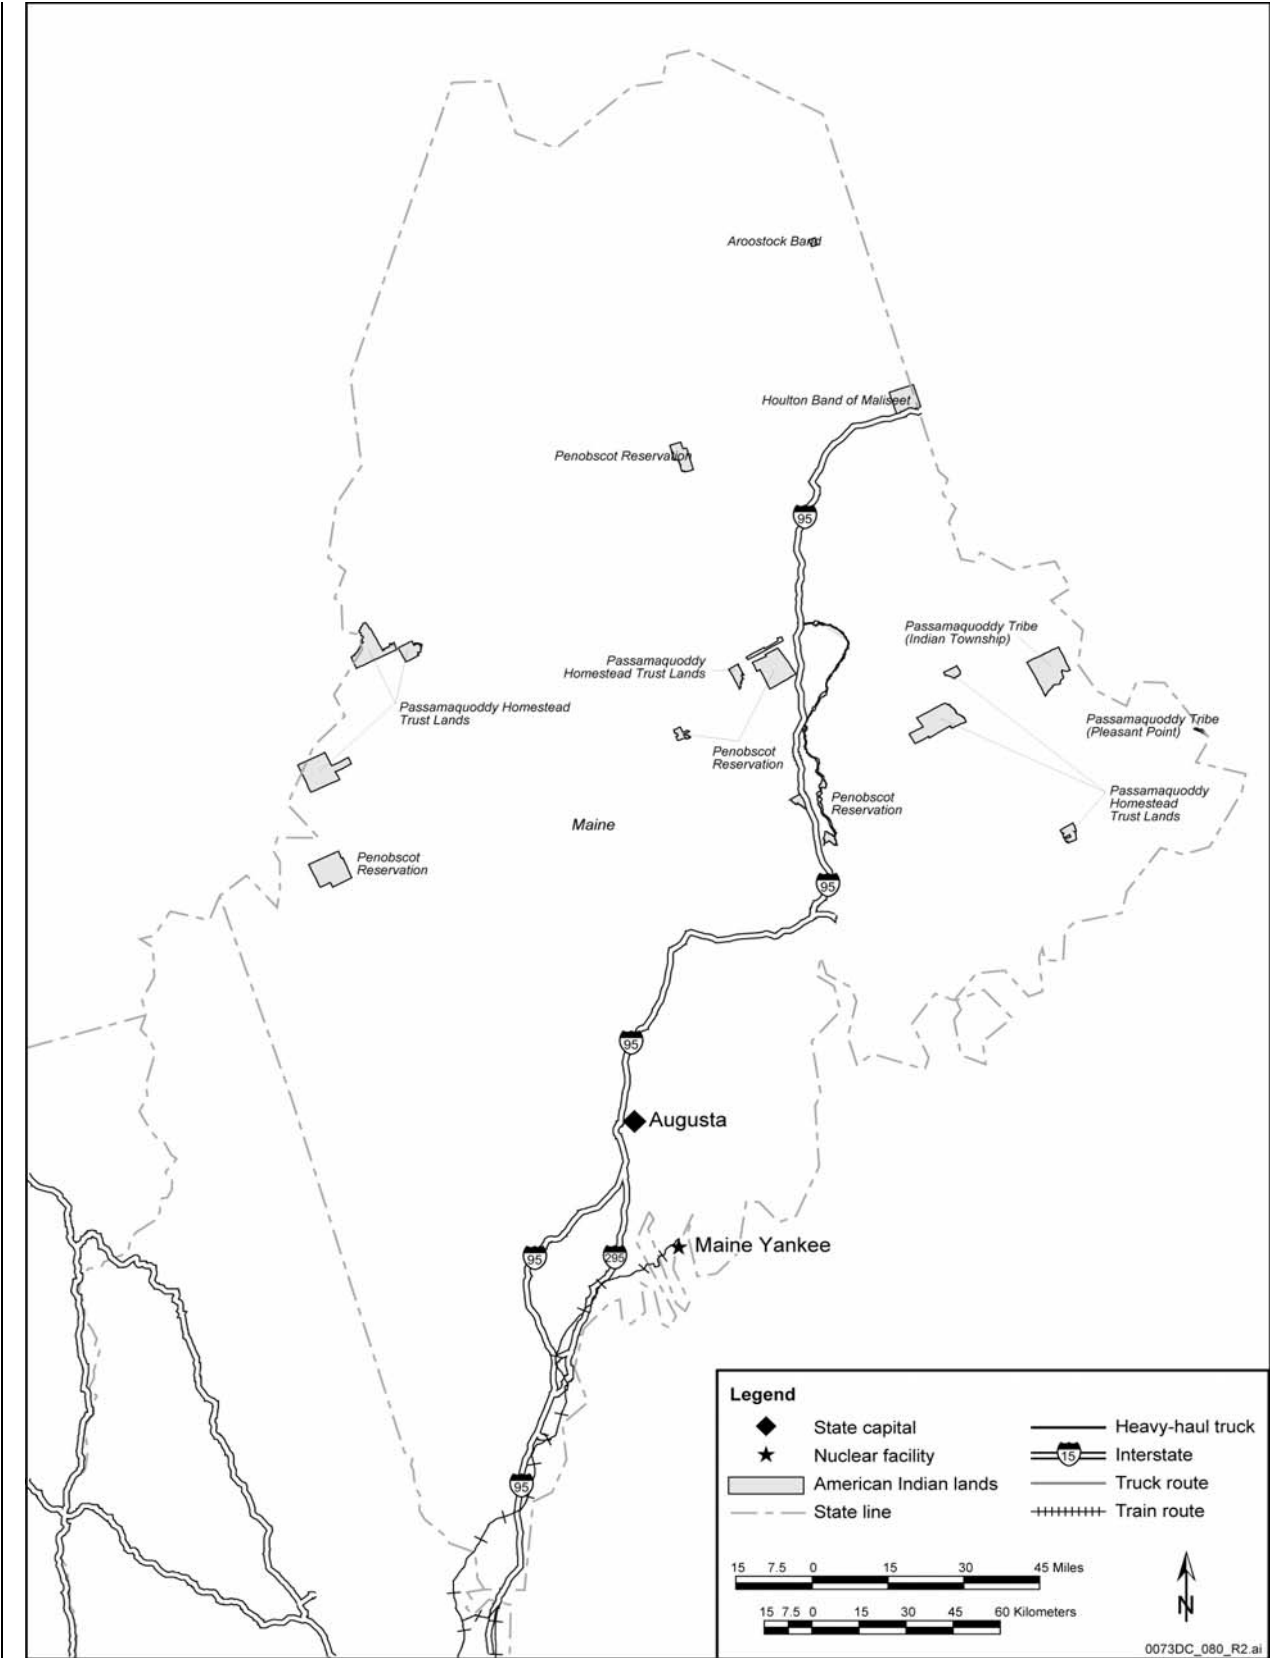 Aroostock Band
Houlton Band of Maliseet
Penobscot Reservation
95
Passamaquoddy Tribe
(Indian Township)
Passamaquoddy
Homestead Trust Lands
Passamaquoddy Homestead
Trust Lands
Passamaquoddy Tribe
(Pleasant Point)
Penobscot
Reservation
Penobscot
Reservation
Passamaquoddy
Homestead
Trust Lands
Maine
Penobscot
Reservation
95
95
Augusta
Maine Yankee
95
295
95
Legend
State capital
Nuclear facility
American Indian lands
State line
Heavy-haul truck
15
Interstate
Truck route
Train route
15 7.5 0 15 30 45 Miles
15 7.5 0 15 30 45 60 Kilometers
N
0073DC_080_R2.ai